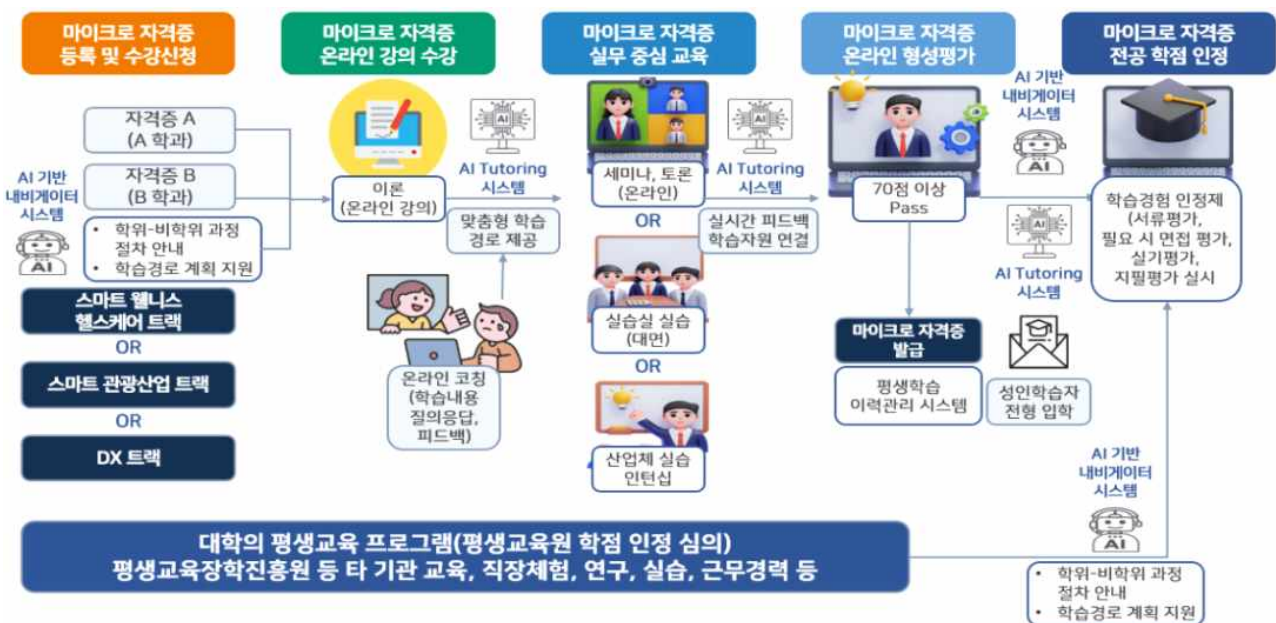 마이크로 자격증
등록 및 수강신청
마이크로 자격증
온라인 강의 수강
마이크로 자격증
실무 중심 교육
마이크로 자격증
온라인 형성평가
마이크로 자격증
전공 학점 인정
자격증 A
(A 학과)
자격증 B
(B 학과)
AI 기반
내비게이터
시스템
AI
• 학위-비학위 과정
절차 안내
• 학습경로 계획 지원
스마트 웰니스
헬스케어 트랙
OR
스마트 관광산업 트랙
OR
DX 트랙
이론
(온라인 강의)
AI
AI Tutoring
시스템
맞춤형 학습
경로 제공
온라인 코칭
(학습내용
질의응답,
피드백)
세미나, 토론
(온라인)
OR
실습실 실습
(대면)
OR
산업체 실습
인턴십
AI
AI Tutoring
시스템
실시간 피드백
학습자원 연결
70점 이상
Pass
마이크로 자격증
발급
평생학습
이력관리 시스템
AI 기반
내비게이터
시스템
AI
AI
AI Tutoring
시스템
성인학습자
전형 입학
학습경험 인정제
(서류평가,
필요 시 면접 평가,
실기평가,
지필평가 실시
대학의 평생교육 프로그램(평생교육원 학점 인정 심의)
평생교육장학진흥원 등 타 기관 교육, 직장체험, 연구, 실습, 근무경력 등
AI 기반
내비게이터
시스템
AI
• 학위-비학위 과정
절차 안내
• 학습경로 계획 지원